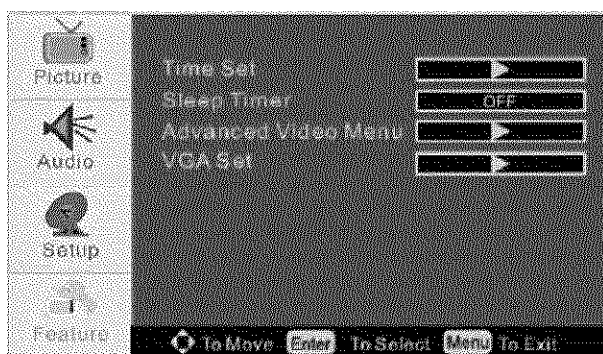 Picture
Audio
Setup
Feature
Time Set
Sleep Timer OFF
Advanced Video Menu
VGA Set
To Move Enter To Select Menu To Exit